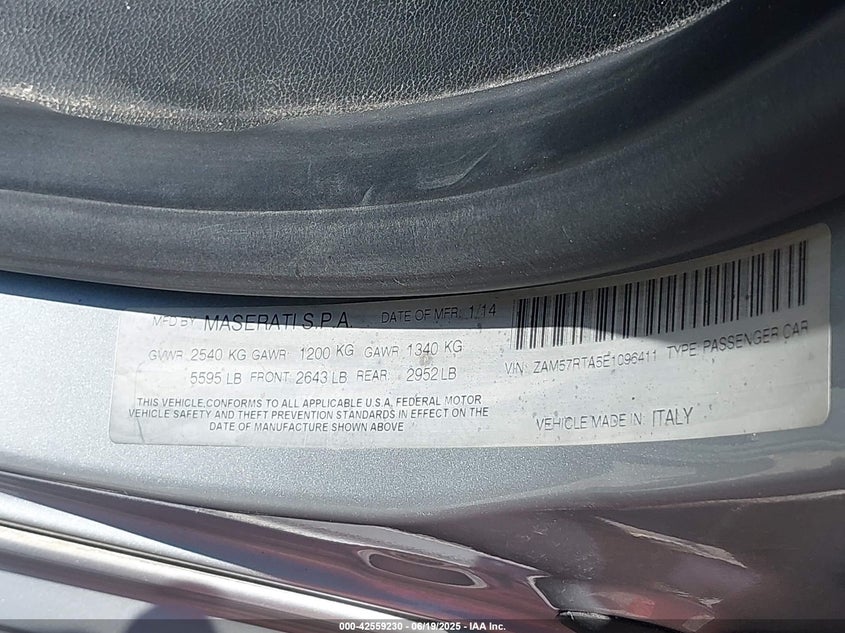 MFD BY MASERATI S.P.A. DATE OF MFR. 1/14
GVWR: 2540 KG GAWR 1200 KG GAWR 1340 KG
5595 LB FRONT 2643 LB REAR 2952 LB
THIS VEHICLE,CONFORMS TO ALL APPLICABLE U.S.A, FEDERAL MOTOR
VEHICLE SAFETY AND THEFT PREVENTION STANDARDS IN EFFECT ON THE
DATE OF MANUFACTURE SHOWN ABOVE
VIN: ZAM57RTA5E1096411 TYPE: PASSENGER CAR
VEHICLE MADE IN ITALY
000-42559230 - 06/19/2025 - IAA Inc.